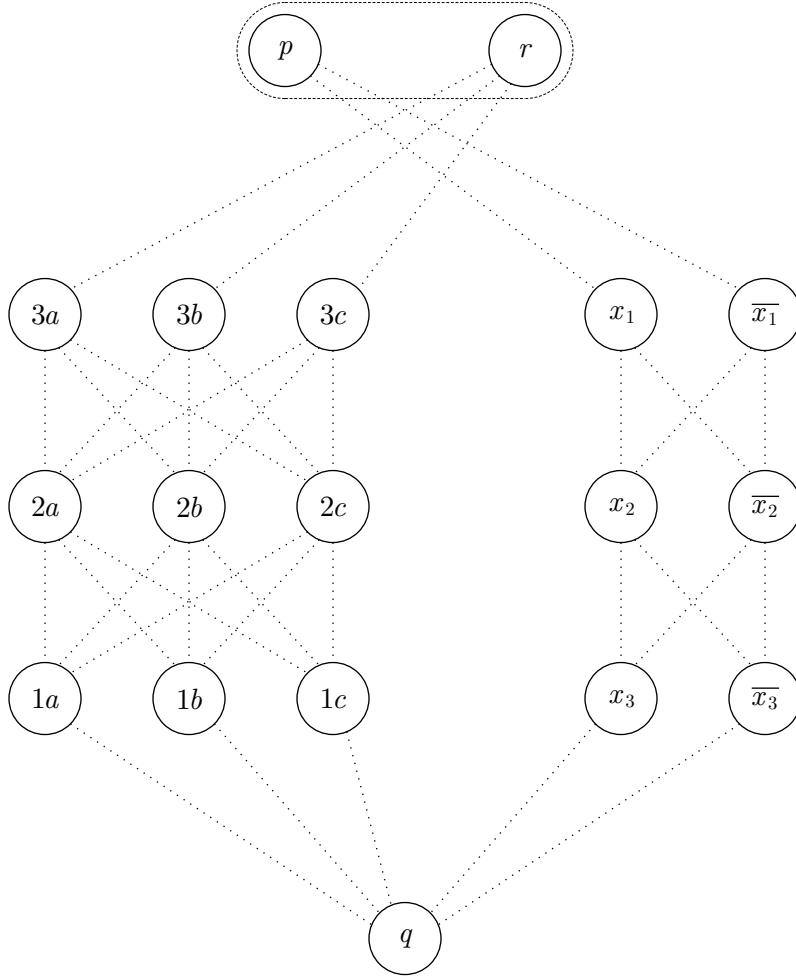 p r
3a 3b 3c x₁ x̅₁
2a 2b 2c x₂ x̅₂
1a 1b 1c x₃ x̅₃
q